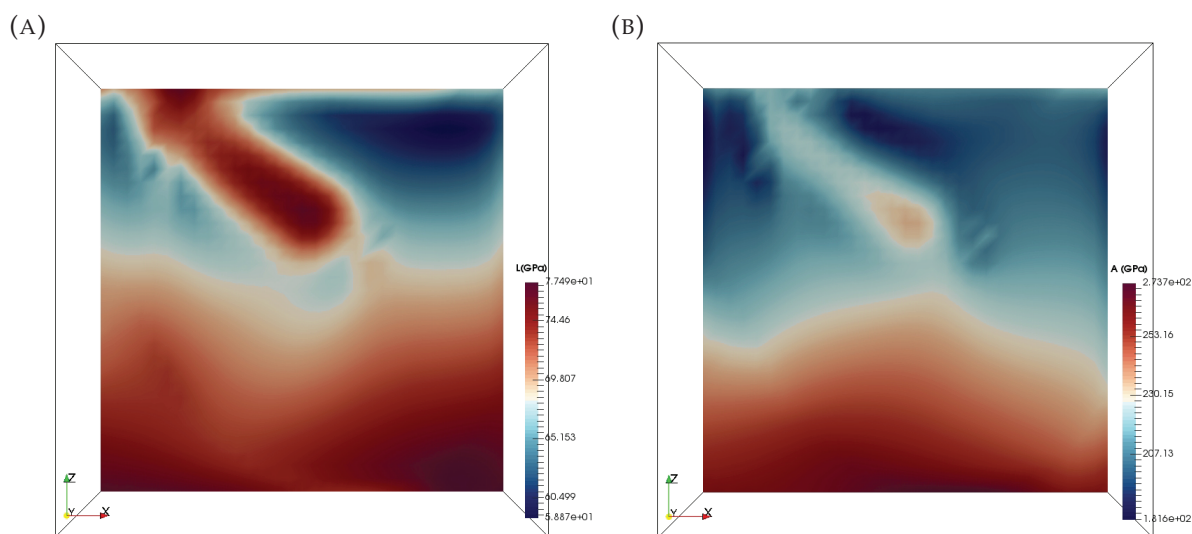 (A)
(B)
L(GPa)
7.749e+01
74.46
69.807
65.153
60.499
5.887e+01
Z
Y
X
A (GPa)
2.737e+02
253.16
230.15
207.13
1.816e+02
Z
Y
X